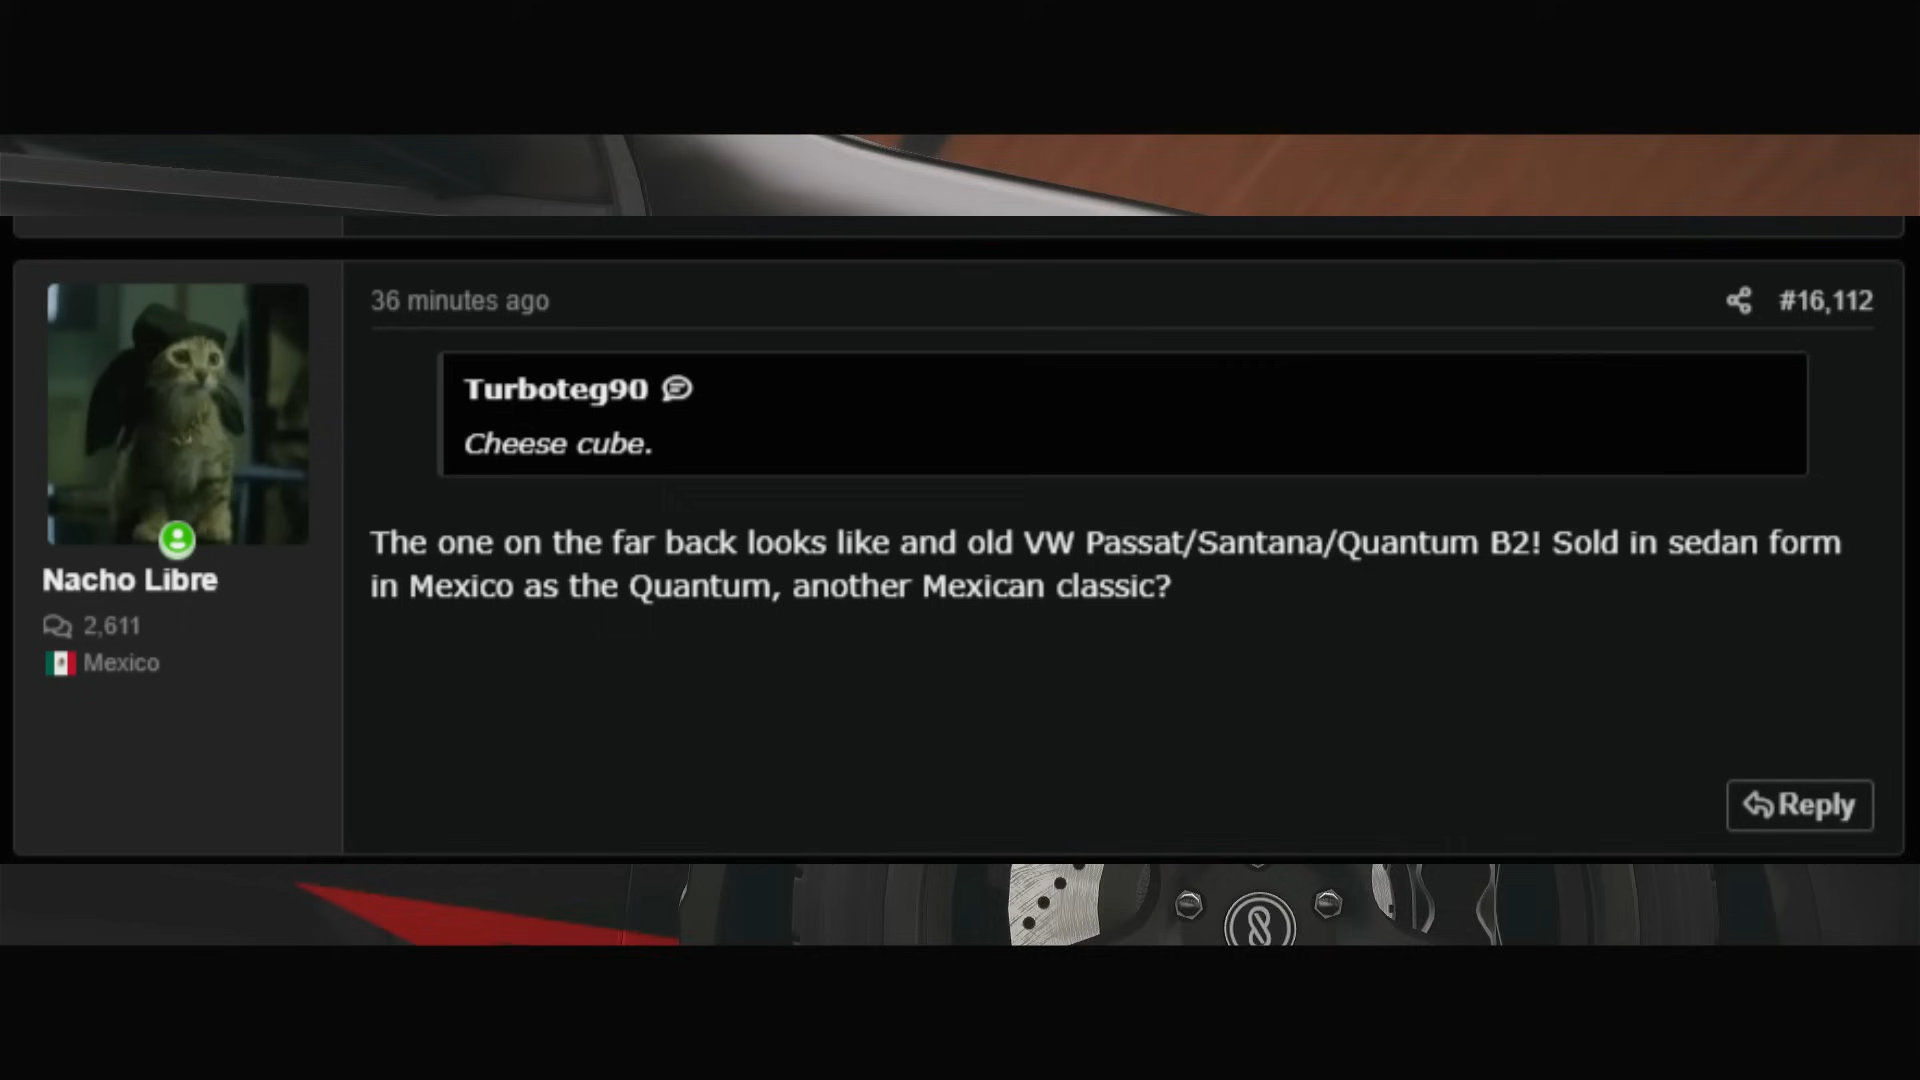 36 minutes ago
#16,112
Turboteg90
Cheese cube.
The one on the far back looks like and old VW Passat/Santana/Quantum B2! Sold in sedan form
in Mexico as the Quantum, another Mexican classic?
Nacho Libre
2,611
Mexico
Reply